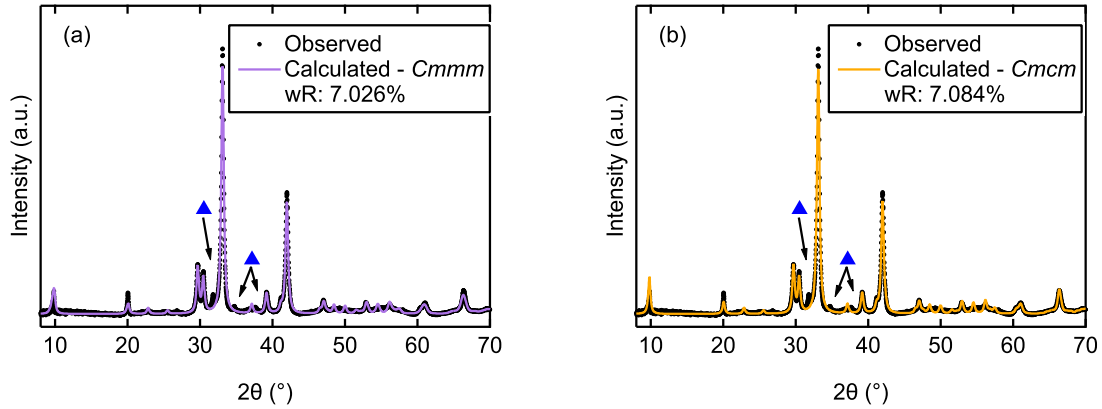 (a)
Observed
Calculated - Cmmm
wR: 7.026%
Intensity (a.u.)
10 20 30 40 50 60 70
2θ (°)
(b)
Observed
Calculated - Cmcm
wR: 7.084%
Intensity (a.u.)
10 20 30 40 50 60 70
2θ (°)